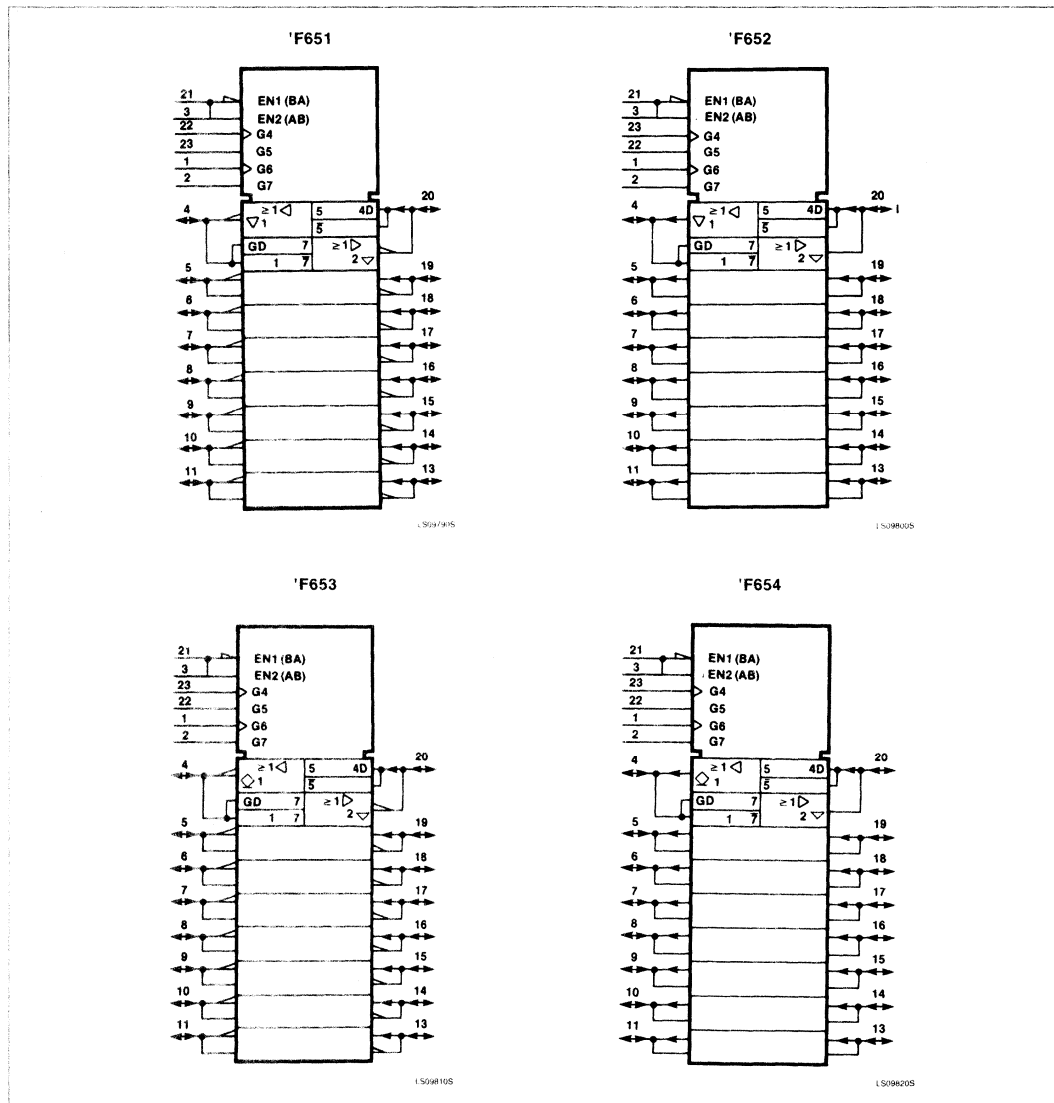 'F651
21
EN1 (BA)
3
EN2 (AB)
22
G4
23
G5
1
G6
2
G7
4
≥1◁
▽1
5 4D
5̅
20
GD 7
1 7̅
≥1▷
2▽
5
19
6
18
7
17
8
16
9
15
10
14
11
13
LS09790S
'F652
21
EN1 (BA)
3
EN2 (AB)
23
G4
22
G5
1
G6
2
G7
4
≥1◁
▽1
5 4D
5̅
20
GD 7
1 7̅
≥1▷
2▽
5
19
6
18
7
17
8
16
9
15
10
14
11
13
LS09800S
'F653
21
EN1 (BA)
3
EN2 (AB)
23
G4
22
G5
1
G6
2
G7
4
≥1◁
◇1
5 4D
5̅
20
GD 7
1 7
≥1▷
2▽
5
19
6
18
7
17
8
16
9
15
10
14
11
13
LS09810S
'F654
21
EN1 (BA)
3
EN2 (AB)
23
G4
22
G5
1
G6
2
G7
4
≥1◁
◇1
5 4D
5̅
20
GD 7
1 7̅
≥1▷
2▽
5
19
6
18
7
17
8
16
9
15
10
14
11
13
LS09820S